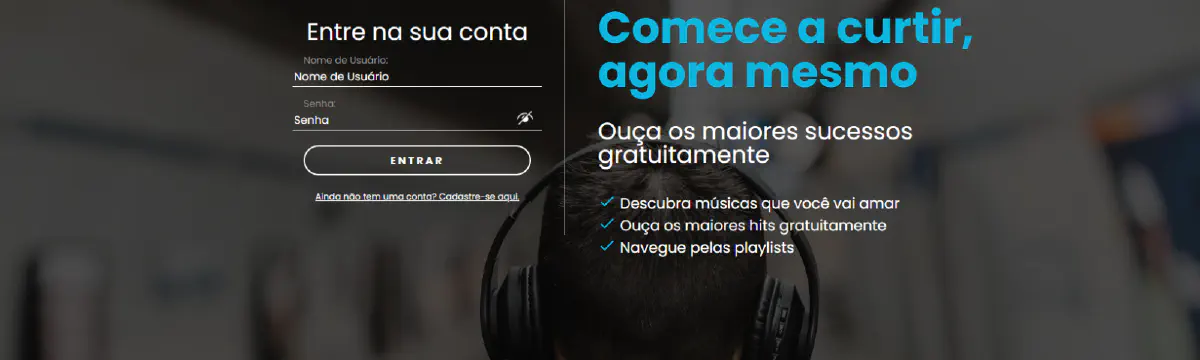 Entre na sua conta
Nome de Usuário:
Nome de Usuário
Senha:
Senha
ENTRAR
Ainda não tem uma conta? Cadastre-se aqui.
Comece a curtir,
agora mesmo
Ouça os maiores sucessos
gratuitamente
Descubra músicas que você vai amar
Ouça os maiores hits gratuitamente
Navegue pelas playlists